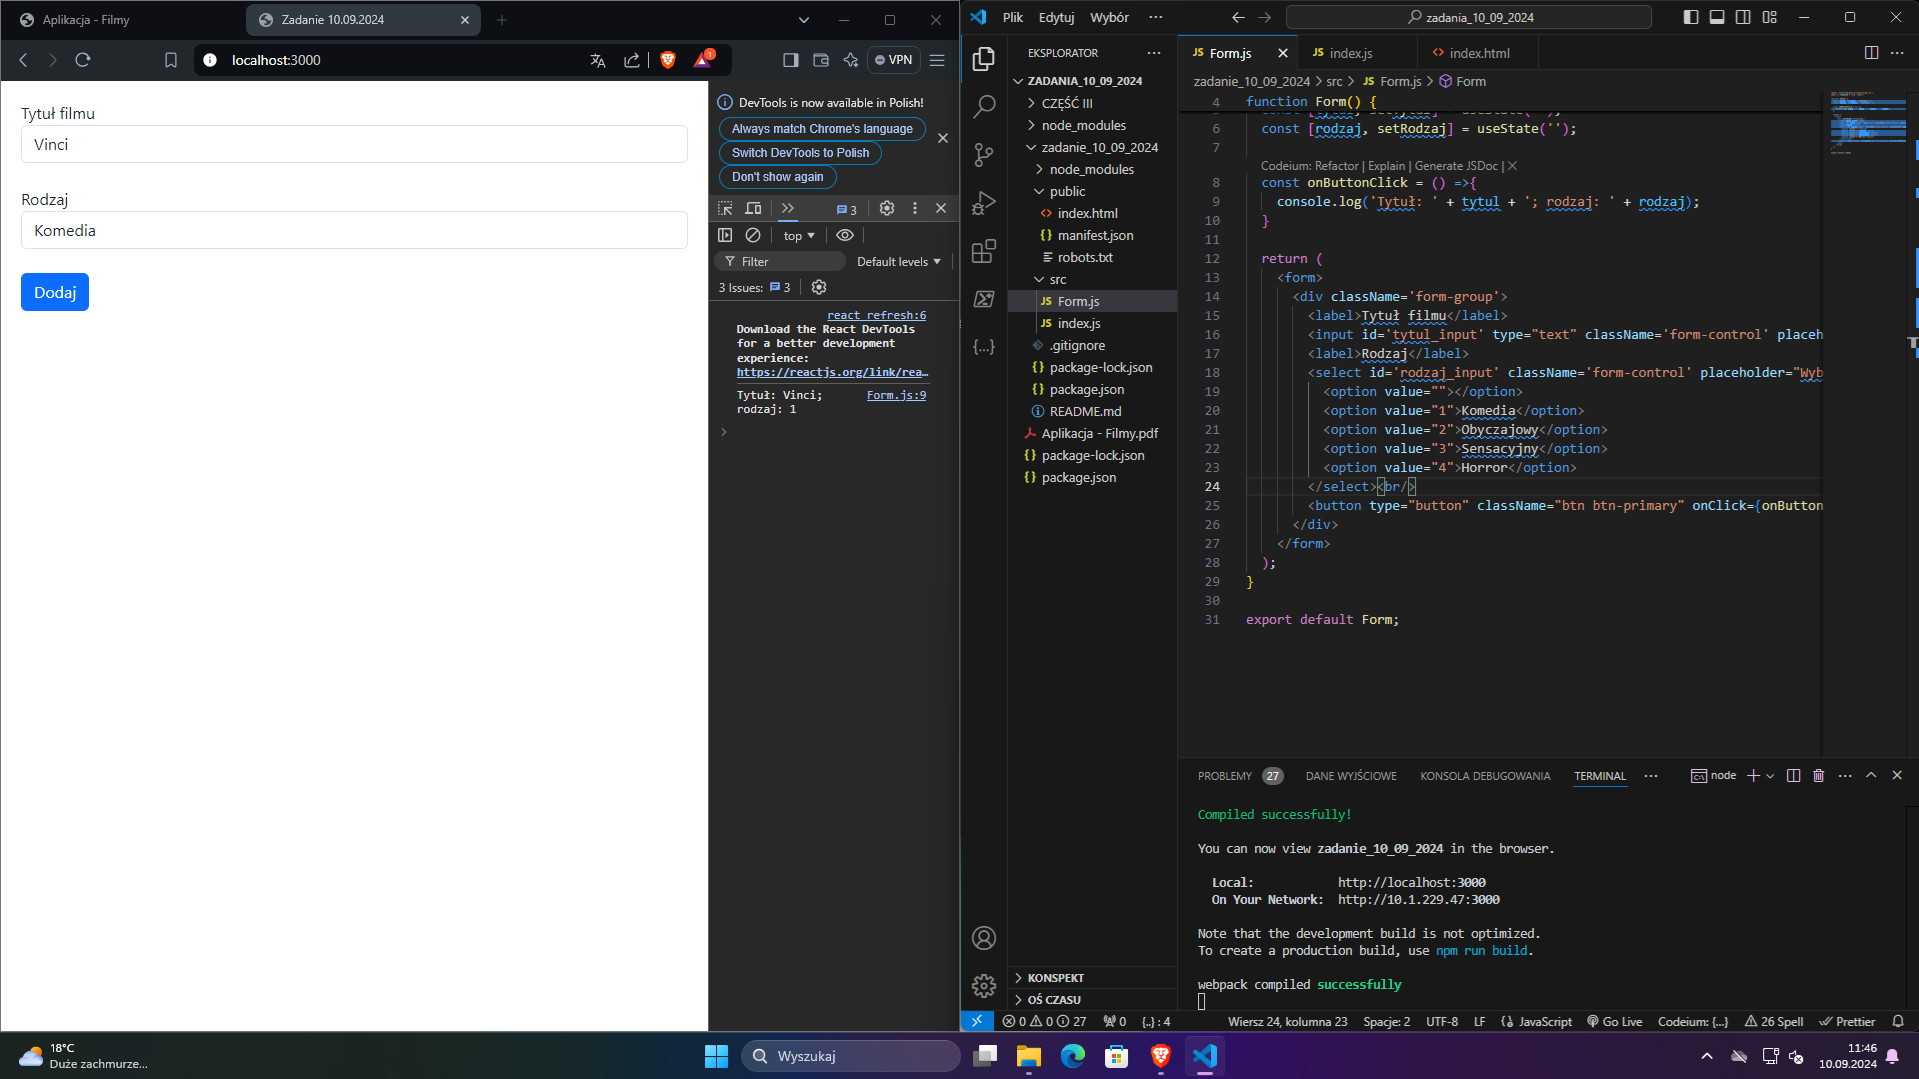 Aplikacja - Filmy
Zadanie 10.09.2024
localhost:3000
1
VPN
Tytuł filmu
Vinci
Rodzaj
Komedia
Dodaj
DevTools is now available in Polish!
Always match Chrome's language
Switch DevTools to Polish
Don't show again
3
top
Filter
Default levels
3 Issues: 3
react refresh:6
Download the React DevTools
for a better development
experience:
https://reactjs.org/link/rea…
Tytuł: Vinci; Form.js:9
rodzaj: 1
Plik Edytuj Wybór
zadania_10_09_2024
EKSPLORATOR
ZADANIA_10_09_2024
CZĘŚĆ III
node_modules
zadanie_10_09_2024
node_modules
public
index.html
manifest.json
robots.txt
src
Form.js
index.js
.gitignore
package-lock.json
package.json
README.md
Aplikacja - Filmy.pdf
package-lock.json
package.json
KONSPEKT
OŚ CZASU
JS Form.js
JS index.js
index.html
zadanie_10_09_2024 > src > JS Form.js > Form
4 function Form() {
6 const [rodzaj, setRodzaj] = useState('');
7
Codeium: Refactor | Explain | Generate JSDoc | X
8 const onButtonClick = () =>{
9 console.log('Tytuł: ' + tytul + '; rodzaj: ' + rodzaj);
10 }
11
12 return (
13 <form>
14 <div className='form-group'>
15 <label>Tytuł filmu</label>
16 <input id='tytul_input' type="text" className='form-control' placeh
17 <label>Rodzaj</label>
18 <select id='rodzaj_input' className='form-control' placeholder="Wyb
19 <option value=""></option>
20 <option value="1">Komedia</option>
21 <option value="2">Obyczajowy</option>
22 <option value="3">Sensacyjny</option>
23 <option value="4">Horror</option>
24 </select><br/>
25 <button type="button" className="btn btn-primary" onClick={onButton
26 </div>
27 </form>
28 );
29 }
30
31 export default Form;
PROBLEMY 27 DANE WYJŚCIOWE KONSOLA DEBUGOWANIA TERMINAL node
Compiled successfully!
You can now view zadanie_10_09_2024 in the browser.
Local: http://localhost:3000
On Your Network: http://10.1.229.47:3000
Note that the development build is not optimized.
To create a production build, use npm run build.
webpack compiled successfully
0 0 27 0 {..} : 4 Wiersz 24, kolumna 23 Spacje: 2 UTF-8 LF JavaScript Go Live Codeium: {...} 26 Spell Prettier
18°C
Duże zachmurze...
Wyszukaj
11:46
10.09.2024